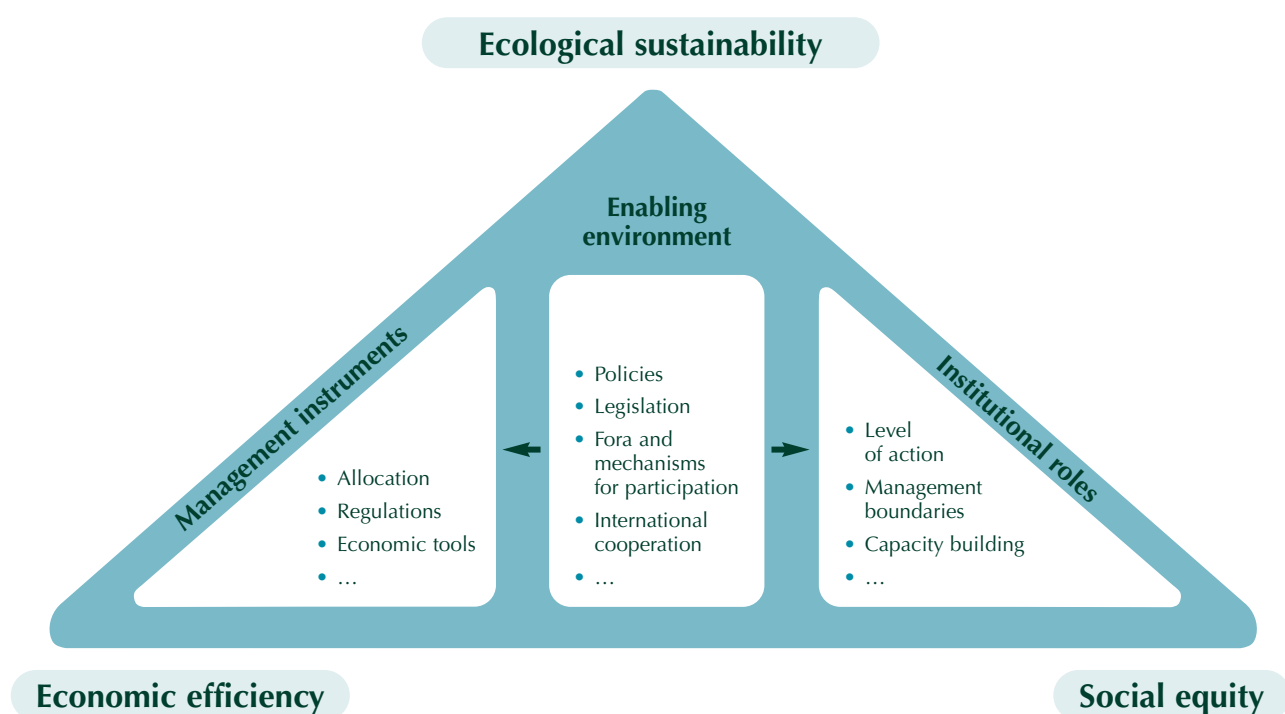 Ecological sustainability
Enabling
environment
Management instruments
• Allocation
• Regulations
• Economic tools
• …
• Policies
• Legislation
• Fora and
mechanisms
for participation
• International
cooperation
• …
Institutional roles
• Level
of action
• Management
boundaries
• Capacity building
• …
Economic efficiency
Social equity